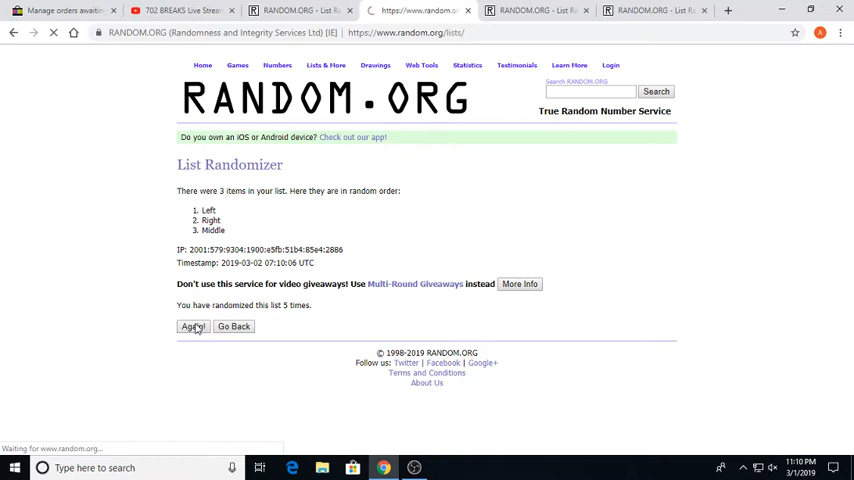 Manage orders awaitin
702 BREAKS Live Strea
RANDOM.ORG - List Ra
https://www.random.or
RANDOM.ORG - List Ra
RANDOM.ORG - List Ra
RANDOM.ORG (Randomness and Integrity Services Ltd) [IE] | https://www.random.org/lists/
A
Home Games Numbers Lists & More Drawings Web Tools Statistics Testimonials Learn More Login
Search RANDOM.ORG
RANDOM.ORG
Search
True Random Number Service
Do you own an iOS or Android device? Check out our app!
List Randomizer
There were 3 items in your list. Here they are in random order:
1. Left
2. Right
3. Middle
IP: 2001:579:9304:1900:e5fb:51b4:85e4:2886
Timestamp: 2019-03-02 07:10:06 UTC
Don't use this service for video giveaways! Use Multi-Round Giveaways instead More Info
You have randomized this list 5 times.
Again! Go Back
© 1998-2019 RANDOM.ORG
Follow us: Twitter | Facebook | Google+
Terms and Conditions
About Us
Waiting for www.random.org...
Type here to search
11:10 PM
3/1/2019